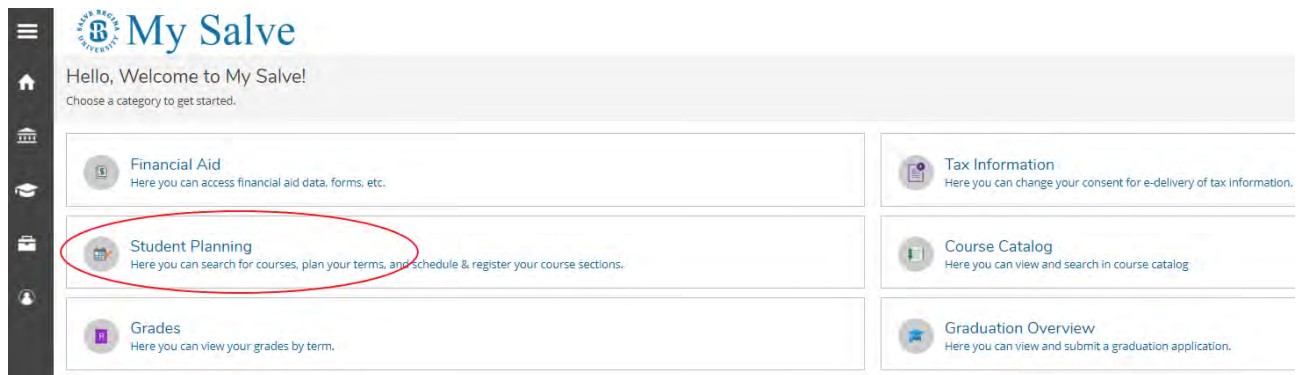 SALVE REGINA
UNIVERSITY
My Salve
Hello, Welcome to My Salve!
Choose a category to get started.
Financial Aid
Here you can access financial aid data, forms, etc.
Tax Information
Here you can change your consent for e-delivery of tax information.
Student Planning
Here you can search for courses, plan your terms, and schedule & register your course sections.
Course Catalog
Here you can view and search in course catalog
Grades
Here you can view your grades by term.
Graduation Overview
Here you can view and submit a graduation application.